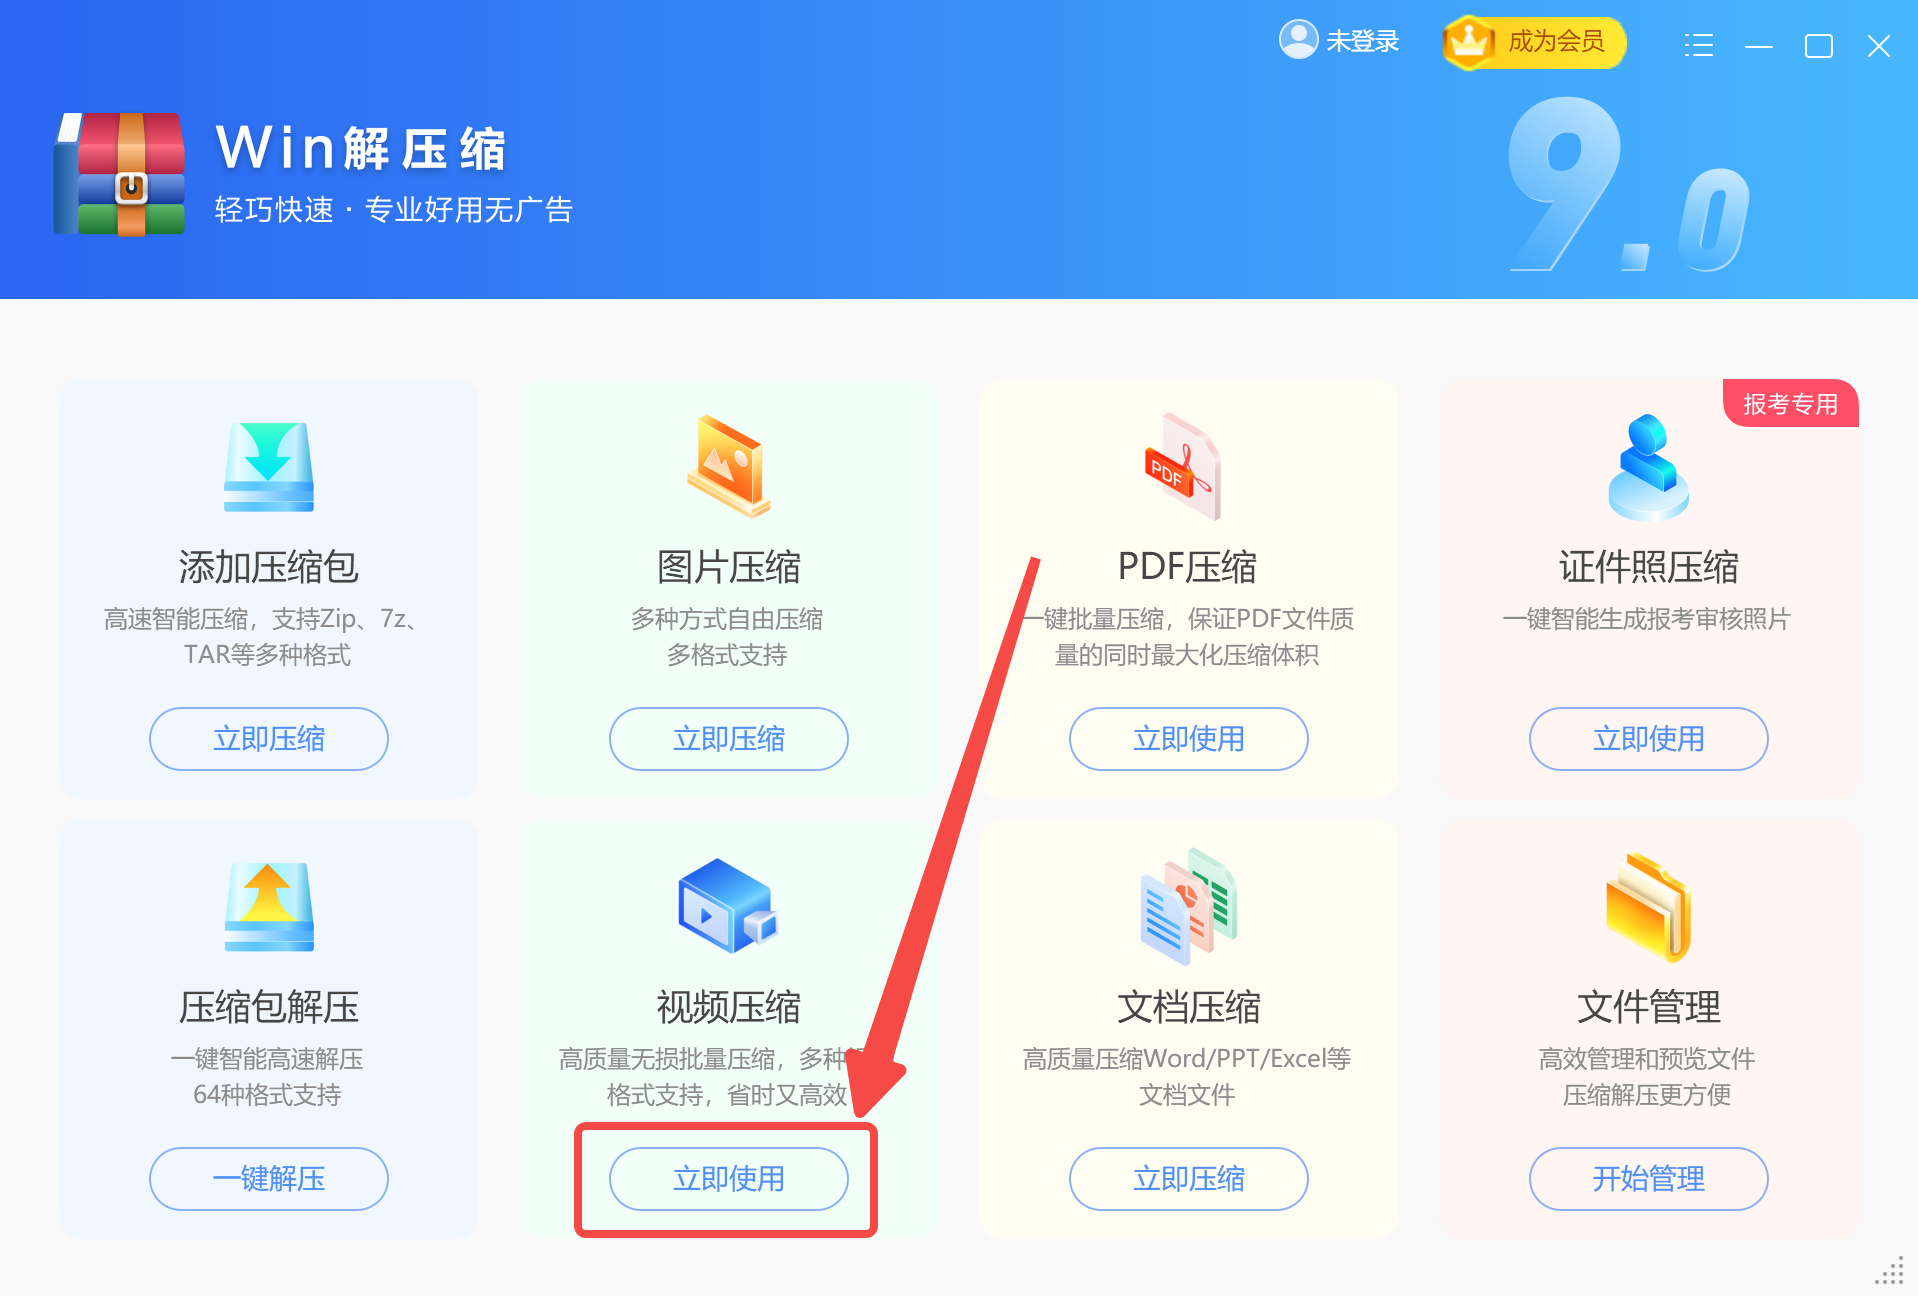 未登录
成为会员
Win解压缩
轻巧快速 · 专业好用无广告
9.0
添加压缩包
高速智能压缩，支持Zip、7z、
TAR等多种格式
立即压缩
图片压缩
多种方式自由压缩
多格式支持
立即压缩
PDF
PDF压缩
一键批量压缩，保证PDF文件质
量的同时最大化压缩体积
立即使用
报考专用
证件照压缩
一键智能生成报考审核照片
立即使用
压缩包解压
一键智能高速解压
64种格式支持
一键解压
视频压缩
高质量无损批量压缩，多种
格式支持，省时又高效
立即使用
文档压缩
高质量压缩Word/PPT/Excel等
文档文件
立即压缩
文件管理
高效管理和预览文件
压缩解压更方便
开始管理